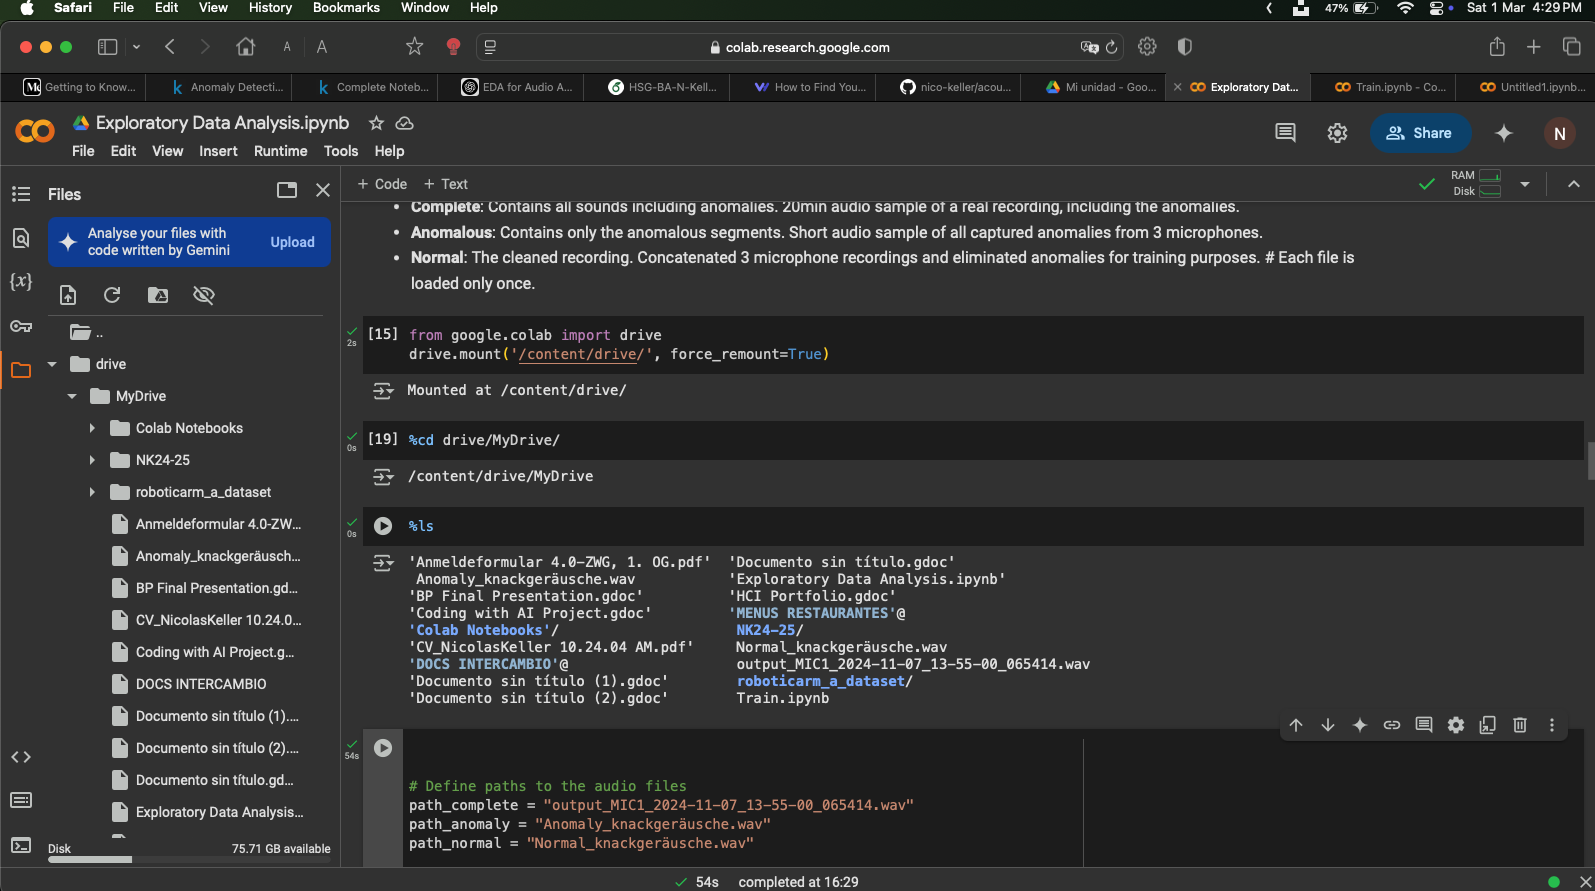 Safari File Edit View History Bookmarks Window Help 47% Sat 1 Mar 4:29 PM
A A colab.research.google.com
Getting to Know... Anomaly Detecti... Complete Noteb... EDA for Audio A... HSG-BA-N-Kell... How to Find You... nico-keller/acou... Mi unidad - Goo... Exploratory Dat... Train.ipynb - Co... Untitled1.ipynb...
Exploratory Data Analysis.ipynb
File Edit View Insert Runtime Tools Help
Share
N
Files
Analyse your files with
code written by Gemini
Upload
..
drive
MyDrive
Colab Notebooks
NK24-25
roboticarm_a_dataset
Anmeldeformular 4.0-ZW...
Anomaly_knackgeräusch...
BP Final Presentation.gd...
CV_NicolasKeller 10.24.0...
Coding with AI Project.g...
DOCS INTERCAMBIO
Documento sin título (1)....
Documento sin título (2)....
Documento sin título.gd...
Exploratory Data Analysis...
Disk 75.71 GB available
+ Code + Text
RAM
Disk
• Complete: Contains all sounds including anomalies. 20min audio sample of a real recording, including the anomalies.
• Anomalous: Contains only the anomalous segments. Short audio sample of all captured anomalies from 3 microphones.
• Normal: The cleaned recording. Concatenated 3 microphone recordings and eliminated anomalies for training purposes. # Each file is
loaded only once.
2s
[15] from google.colab import drive
drive.mount('/content/drive/', force_remount=True)
Mounted at /content/drive/
0s
[19] %cd drive/MyDrive/
/content/drive/MyDrive
0s
%ls
'Anmeldeformular 4.0-ZWG, 1. OG.pdf' 'Documento sin título.gdoc'
Anomaly_knackgeräusche.wav 'Exploratory Data Analysis.ipynb'
'BP Final Presentation.gdoc' 'HCI Portfolio.gdoc'
'Coding with AI Project.gdoc' 'MENUS RESTAURANTES'@
'Colab Notebooks'/ NK24-25/
'CV_NicolasKeller 10.24.04 AM.pdf' Normal_knackgeräusche.wav
'DOCS INTERCAMBIO'@ output_MIC1_2024-11-07_13-55-00_065414.wav
'Documento sin título (1).gdoc' roboticarm_a_dataset/
'Documento sin título (2).gdoc' Train.ipynb
54s
# Define paths to the audio files
path_complete = "output_MIC1_2024-11-07_13-55-00_065414.wav"
path_anomaly = "Anomaly_knackgeräusche.wav"
path_normal = "Normal_knackgeräusche.wav"
54s completed at 16:29